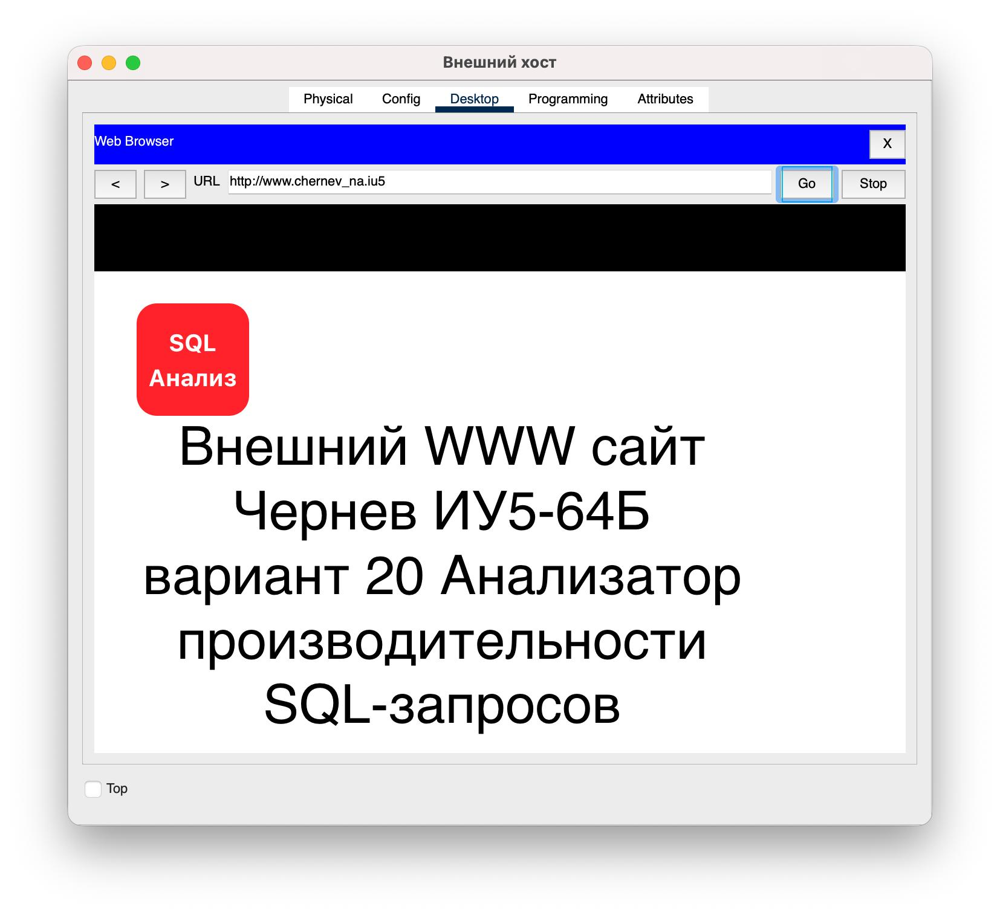 Внешний хост
Physical Config Desktop Programming Attributes
Web Browser X
< > URL http://www.chernev_na.iu5 Go Stop
SQL
Анализ
Внешний WWW сайт
Чернев ИУ5-64Б
вариант 20 Анализатор
производительности
SQL-запросов
Top